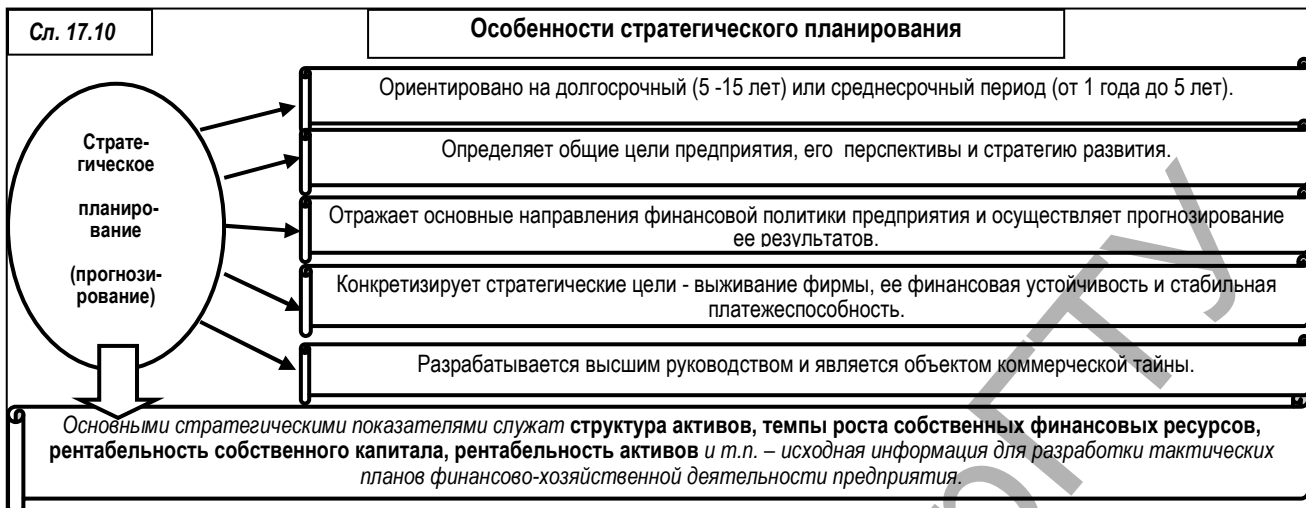 Сл. 17.10
Особенности стратегического планирования
Страте-
гическое
планиро-
вание
(прогнози-
рование)
Ориентировано на долгосрочный (5 -15 лет) или среднесрочный период (от 1 года до 5 лет).
Определяет общие цели предприятия, его перспективы и стратегию развития.
Отражает основные направления финансовой политики предприятия и осуществляет прогнозирование
ее результатов.
Конкретизирует стратегические цели - выживание фирмы, ее финансовая устойчивость и стабильная
платежеспособность.
Разрабатывается высшим руководством и является объектом коммерческой тайны.
Основными стратегическими показателями служат структура активов, темпы роста собственных финансовых ресурсов,
рентабельность собственного капитала, рентабельность активов и т.п. – исходная информация для разработки тактических
планов финансово-хозяйственной деятельности предприятия.